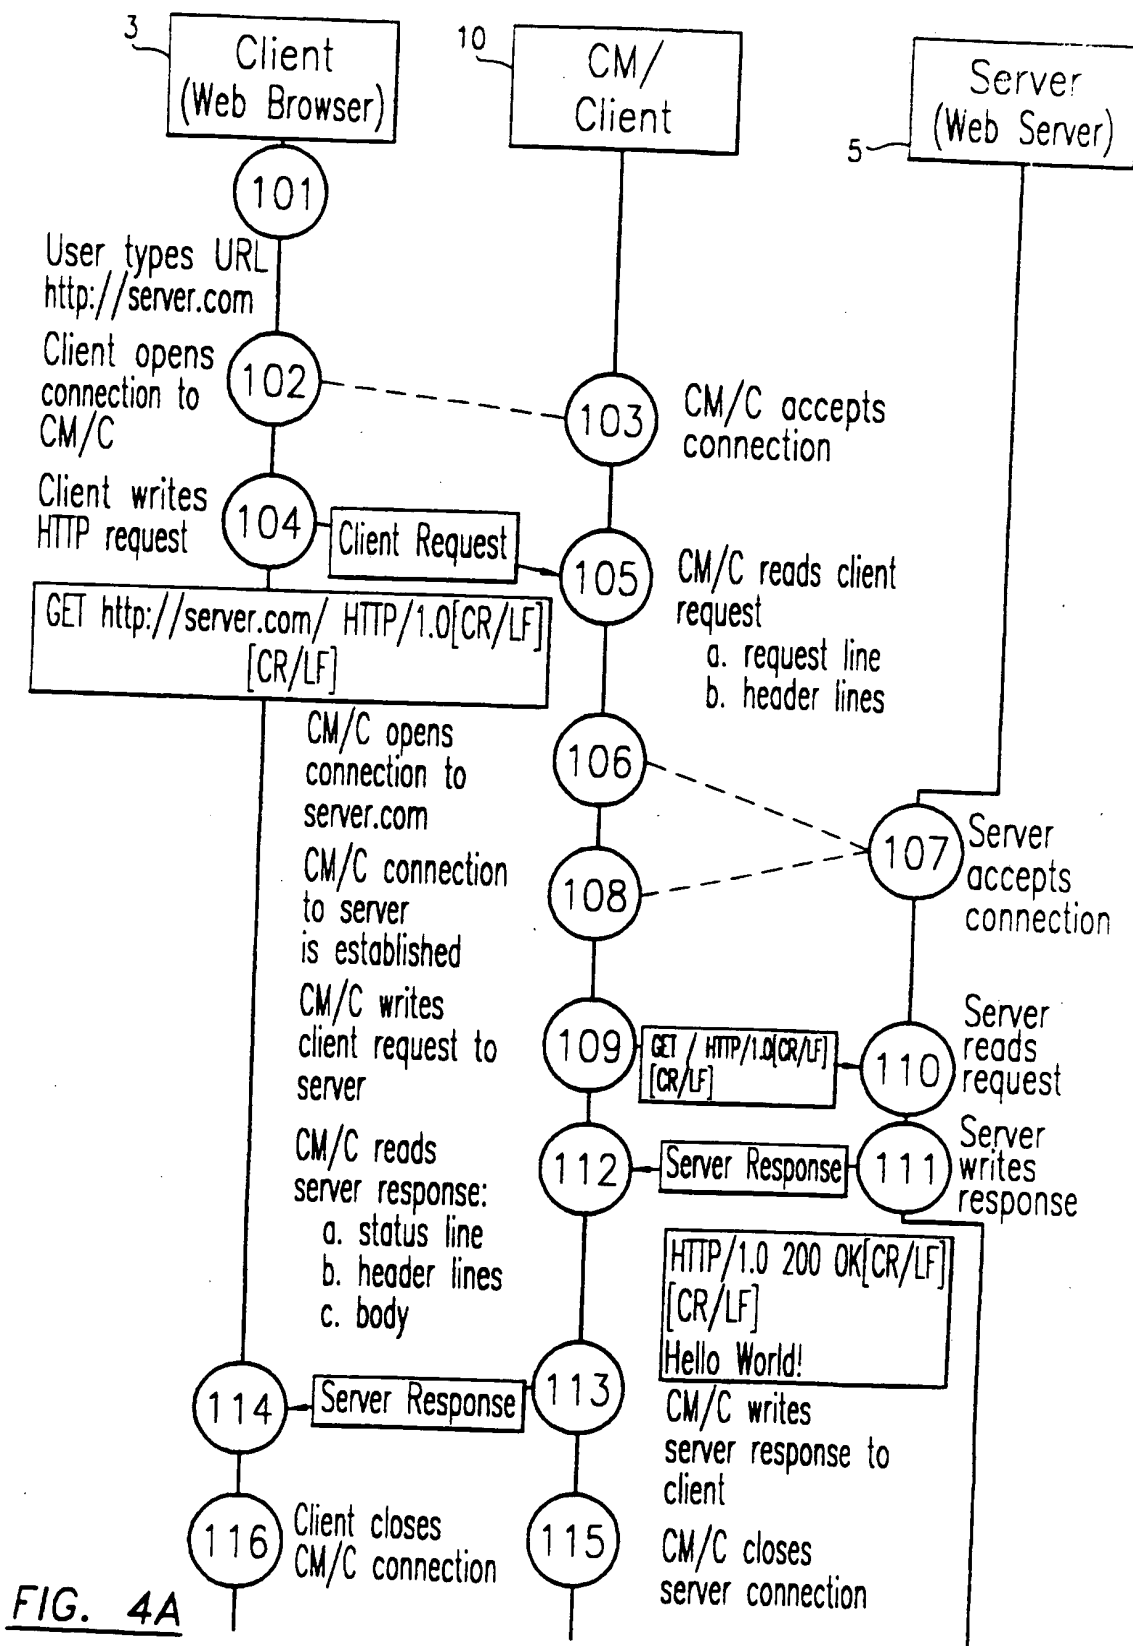 3
Client
(Web Browser)
10
CM/
Client
5
Server
(Web Server)
101
User types URL
http://server.com
Client opens
connection to
CM/C
102
103
CM/C accepts
connection
Client writes
HTTP request
104
Client Request
105
CM/C reads client
request
a. request line
b. header lines
GET http://server.com/ HTTP/1.0[CR/LF]
[CR/LF]
CM/C opens
connection to
server.com
106
107
Server
accepts
connection
CM/C connection
to server
is established
108
CM/C writes
client request to
server
109
GET / HTTP/1.0[CR/LF]
[CR/LF]
110
Server
reads
request
CM/C reads
server response:
a. status line
b. header lines
c. body
112
Server Response
111
Server
writes
response
HTTP/1.0 200 OK[CR/LF]
[CR/LF]
Hello World!
114
Server Response
113
CM/C writes
server response to
client
116
Client closes
CM/C connection
115
CM/C closes
server connection
FIG. 4A